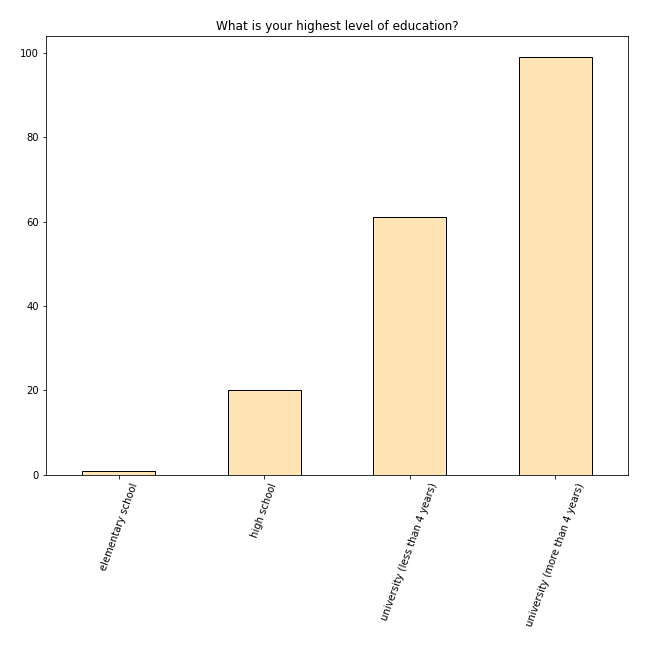 What is your highest level of education?
100
80
60
40
20
0
elementary school
high school
university (less than 4 years)
university (more than 4 years)